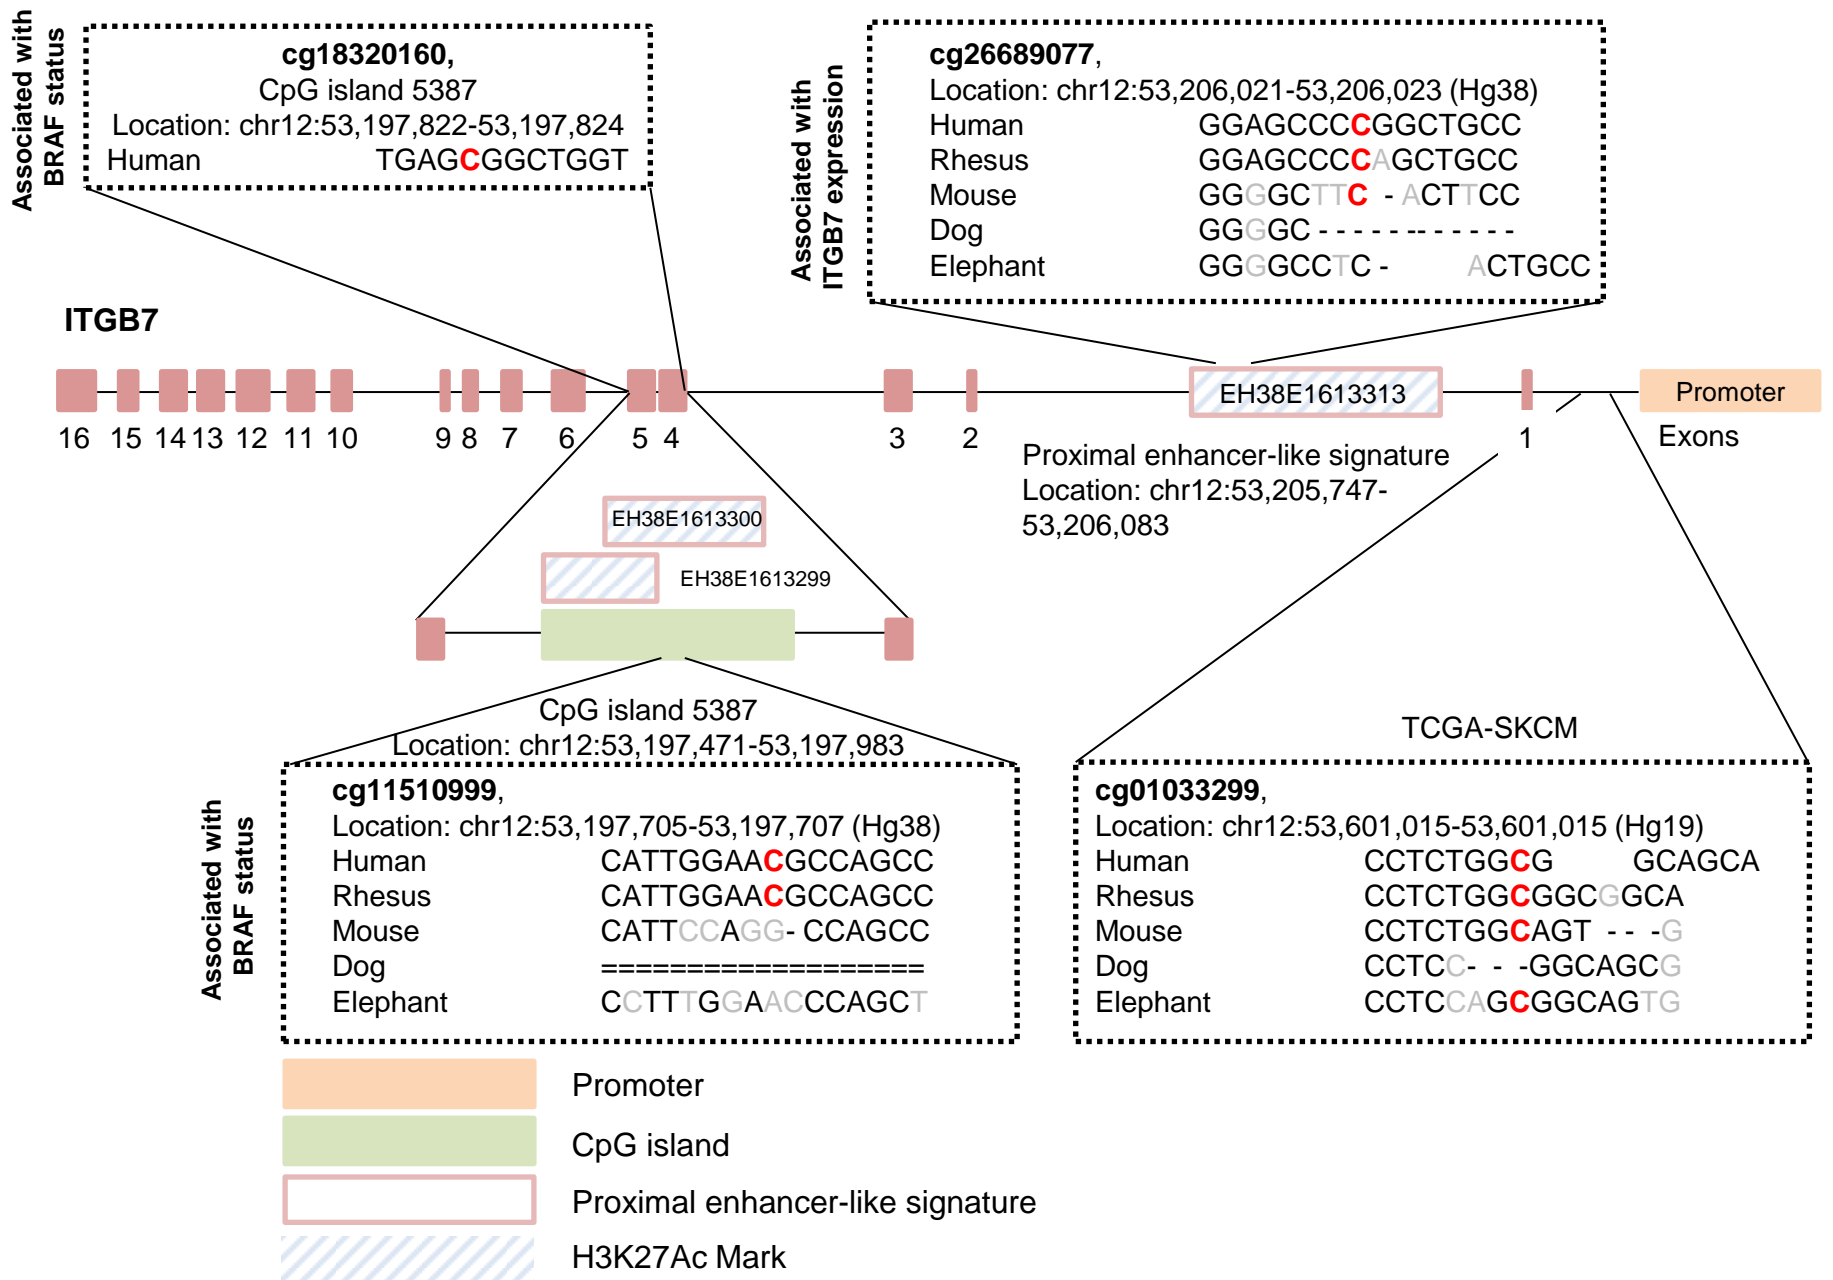 Associated with
BRAF status
cg18320160,
CpG island 5387
Location: chr12:53,197,822-53,197,824
Human TGAGCGGCTGGT
Associated with
ITGB7 expression
cg26689077,
Location: chr12:53,206,021-53,206,023 (Hg38)
Human GGAGCCCCGGCTGCC
Rhesus GGAGCCCCAGCTGCC
Mouse GGGGCTTC - ACTTCC
Dog GGGGC - - - - - -- - - - - -
Elephant GGGGCCTC - ACTGCC
ITGB7
EH38E1613313
Promoter
16 15 14 13 12 11 10 9 8 7 6 5 4 3 2 1 Exons
Proximal enhancer-like signature
Location: chr12:53,205,747-
53,206,083
EH38E1613300
EH38E1613299
CpG island 5387
Location: chr12:53,197,471-53,197,983
Associated with
BRAF status
cg11510999,
Location: chr12:53,197,705-53,197,707 (Hg38)
Human CATTGGAACGCCAGCC
Rhesus CATTGGAACGCCAGCC
Mouse CATTCCAGG- CCAGCC
Dog ===================
Elephant CCTTTGGAACCCAGCT
TCGA-SKCM
cg01033299,
Location: chr12:53,601,015-53,601,015 (Hg19)
Human CCTCTGGCG GCAGCA
Rhesus CCTCTGGCGGCGGCA
Mouse CCTCTGGCAGT - - -G
Dog CCTCC- - -GGCAGCG
Elephant CCTCCAGCGGCAGTG
Promoter
CpG island
Proximal enhancer-like signature
H3K27Ac Mark